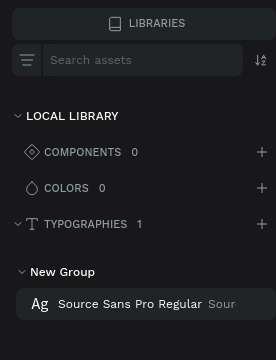 LIBRARIES
Search assets
LOCAL LIBRARY
COMPONENTS 0
COLORS 0
TYPOGRAPHIES 1
New Group
Ag Source Sans Pro Regular Sour